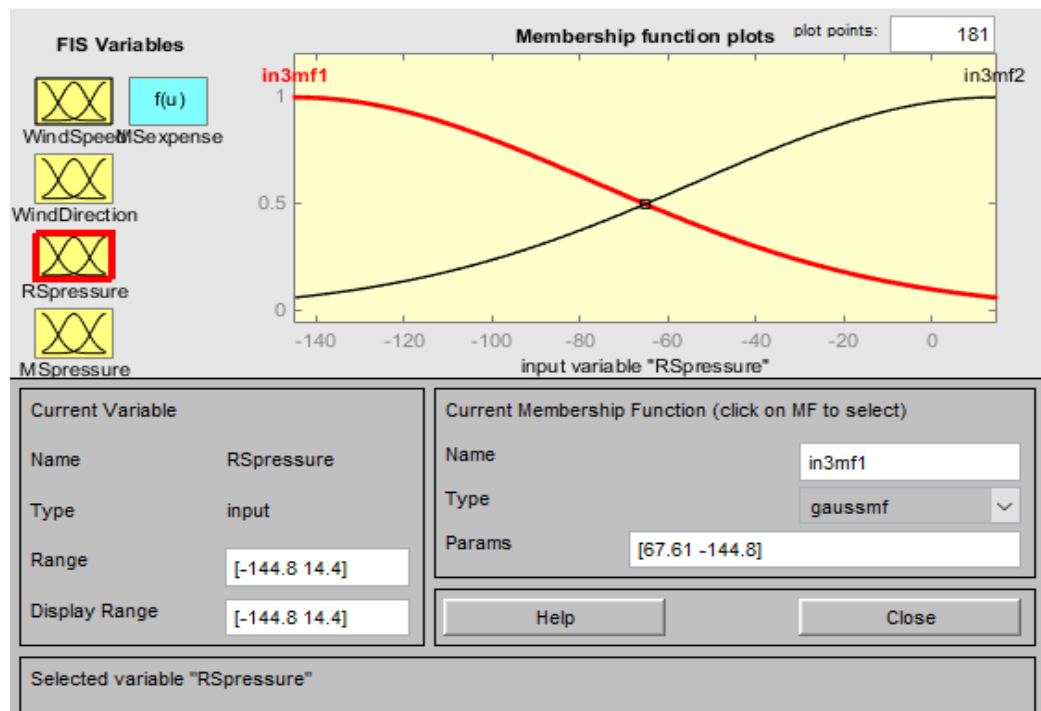 FIS Variables
Membership function plots
plot points:
181
f(u)
WindSpeed
MSexpense
WindDirection
RSpressure
MSpressure
in3mf1
in3mf2
1
0.5
0
-140 -120 -100 -80 -60 -40 -20 0
input variable "RSpressure"
Current Variable
Name RSpressure
Type input
Range [-144.8 14.4]
Display Range [-144.8 14.4]
Current Membership Function (click on MF to select)
Name in3mf1
Type gaussmf
Params [67.61 -144.8]
Help Close
Selected variable "RSpressure"